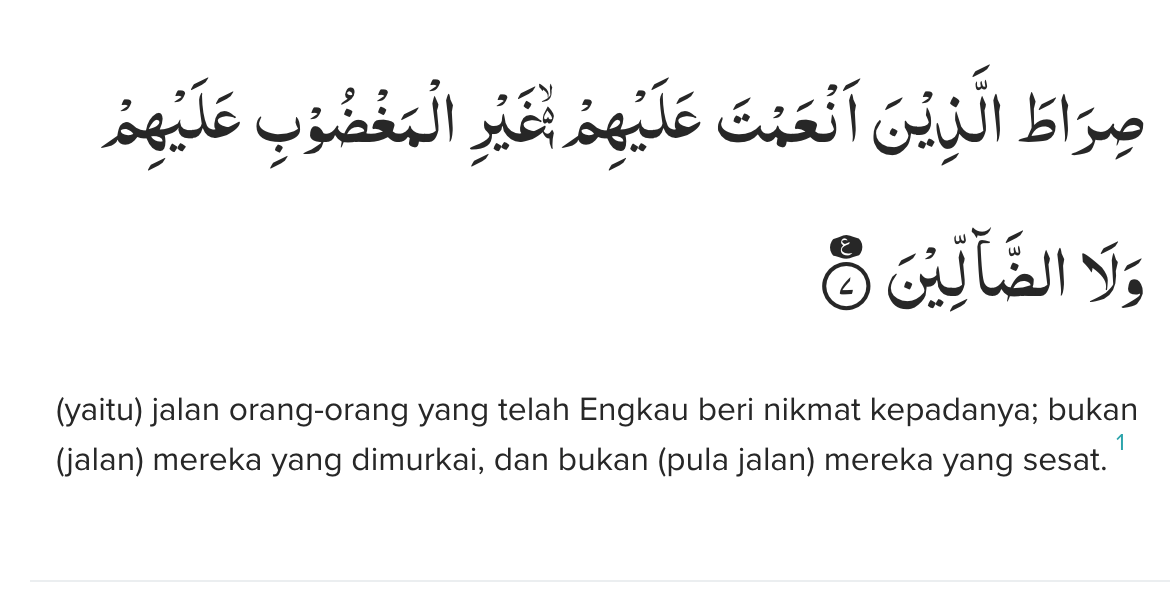 صِرَاطَ الَّذِيْنَ اَنْعَمْتَ عَلَيْهِمْ ەۙ غَيْرِ الْمَغْضُوْبِ عَلَيْهِمْ
وَلَا الضَّاۤلِّيْنَ ࣖ ٧
(yaitu) jalan orang-orang yang telah Engkau beri nikmat kepadanya; bukan
(jalan) mereka yang dimurkai, dan bukan (pula jalan) mereka yang sesat. 1